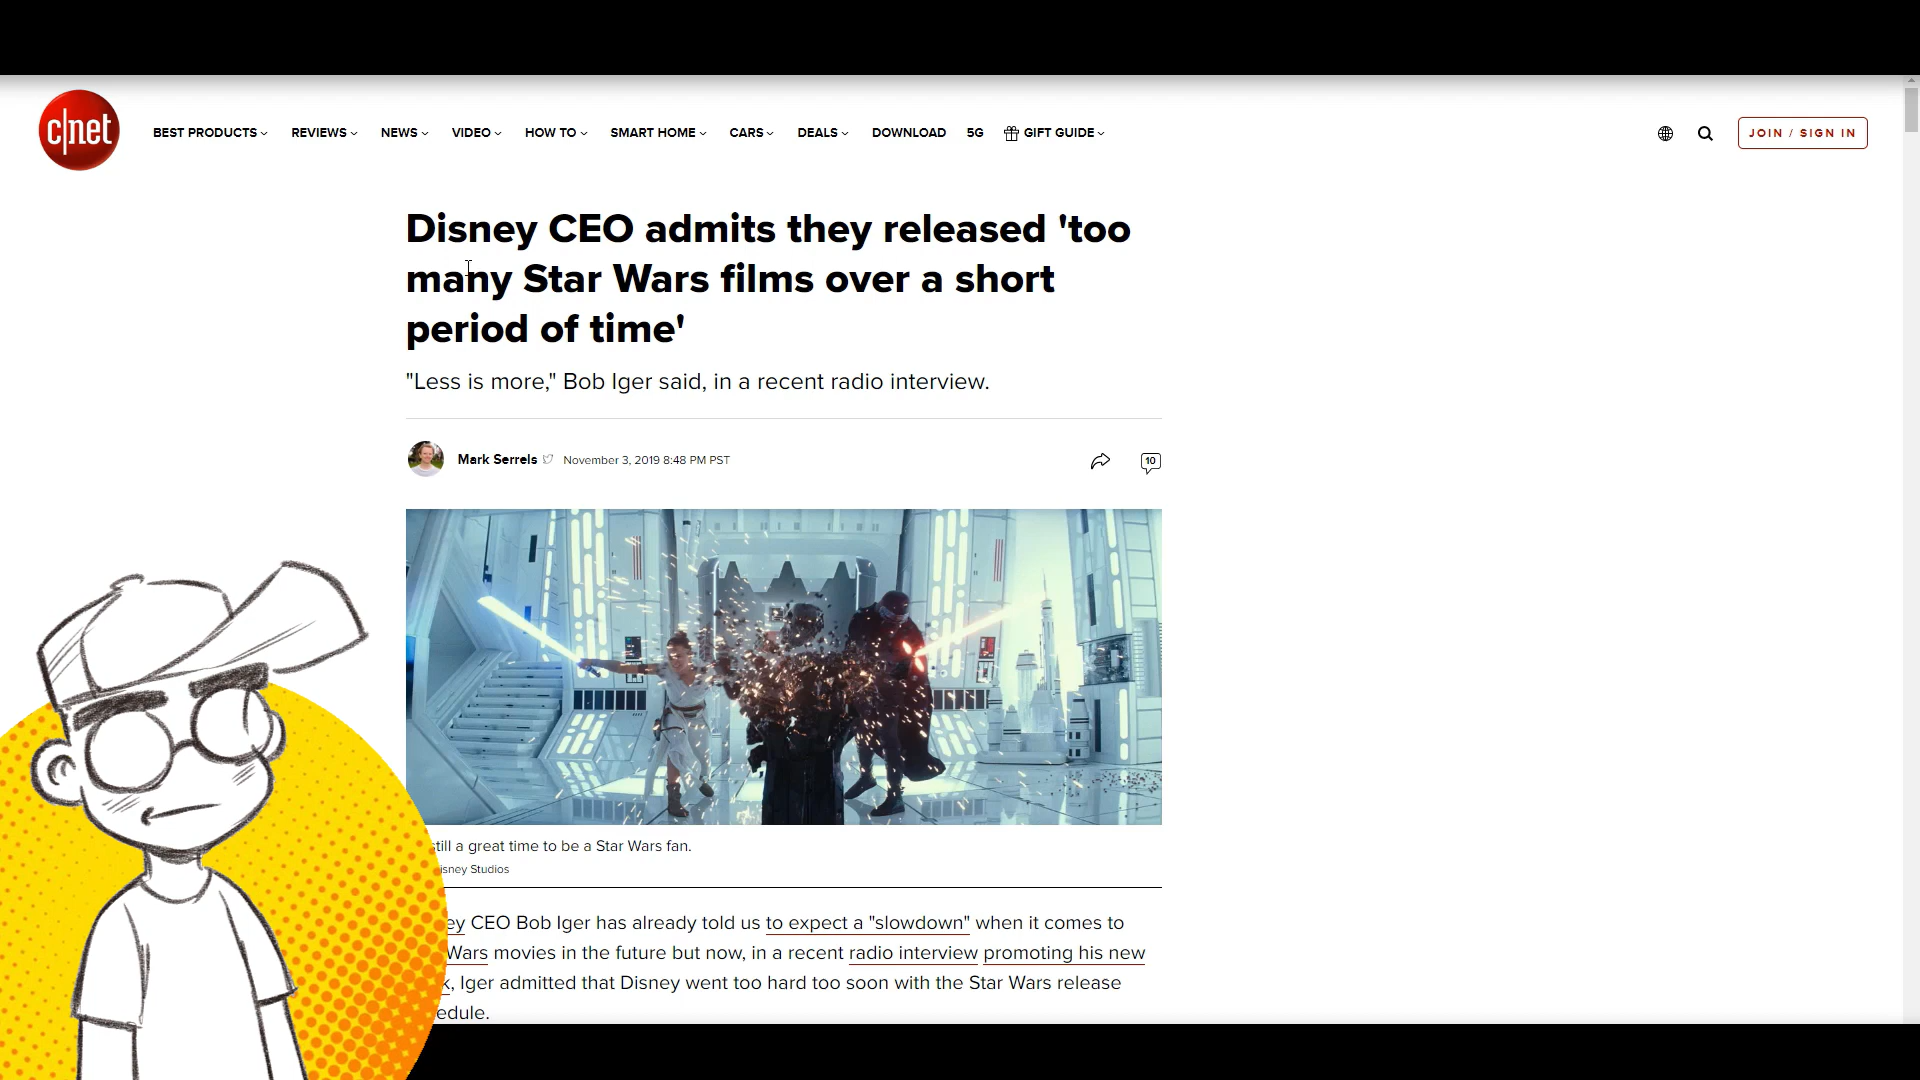 c|net
BEST PRODUCTS REVIEWS NEWS VIDEO HOW TO SMART HOME CARS DEALS DOWNLOAD 5G GIFT GUIDE JOIN / SIGN IN
Disney CEO admits they released 'too
many Star Wars films over a short
period of time'
"Less is more," Bob Iger said, in a recent radio interview.
Mark Serrels November 3, 2019 8:48 PM PST
10
still a great time to be a Star Wars fan.
isney Studios
ey CEO Bob Iger has already told us to expect a "slowdown" when it comes to
Wars movies in the future but now, in a recent radio interview promoting his new
k, Iger admitted that Disney went too hard too soon with the Star Wars release
edule.